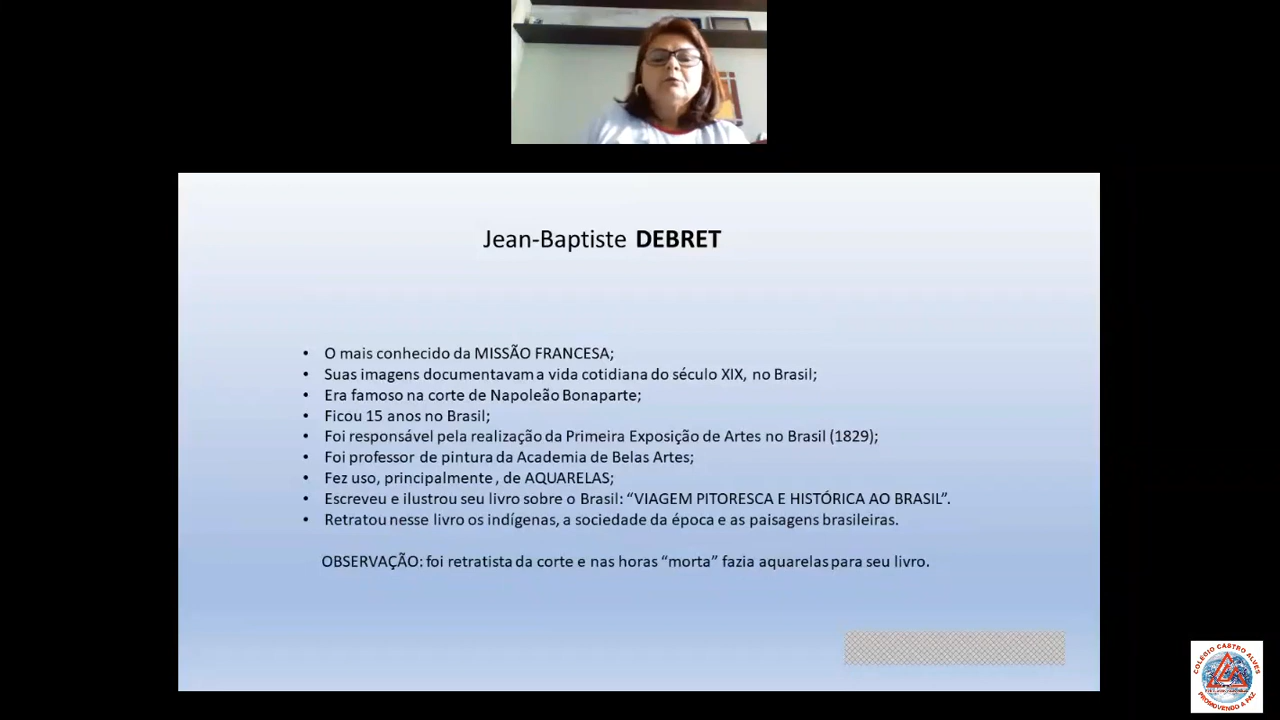 Jean-Baptiste DEBRET
• O mais conhecido da MISSÃO FRANCESA;
• Suas imagens documentavam a vida cotidiana do século XIX, no Brasil;
• Era famoso na corte de Napoleão Bonaparte;
• Ficou 15 anos no Brasil;
• Foi responsável pela realização da Primeira Exposição de Artes no Brasil (1829);
• Foi professor de pintura da Academia de Belas Artes;
• Fez uso, principalmente , de AQUARELAS;
• Escreveu e ilustrou seu livro sobre o Brasil: “VIAGEM PITORESCA E HISTÓRICA AO BRASIL”.
• Retratou nesse livro os indígenas, a sociedade da época e as paisagens brasileiras.
OBSERVAÇÃO: foi retratista da corte e nas horas “morta” fazia aquarelas para seu livro.
COLÉGIO CASTRO ALVES
PROMOVENDO A PAZ